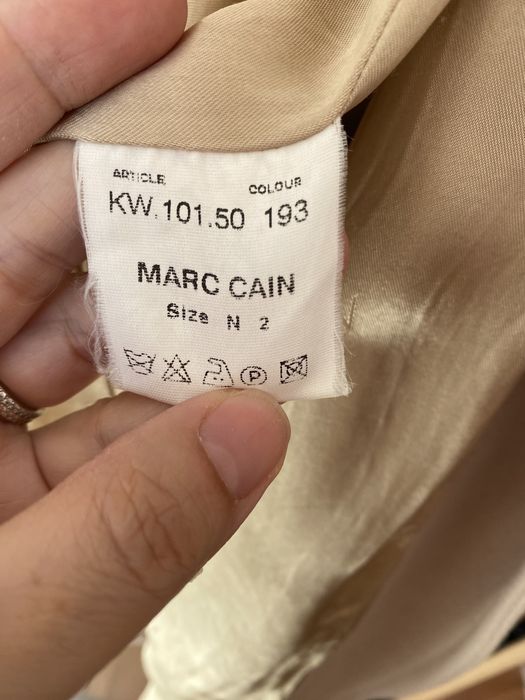 ARTICLE COLOUR
KW.101.50 193
MARC CAIN
Size N 2
P